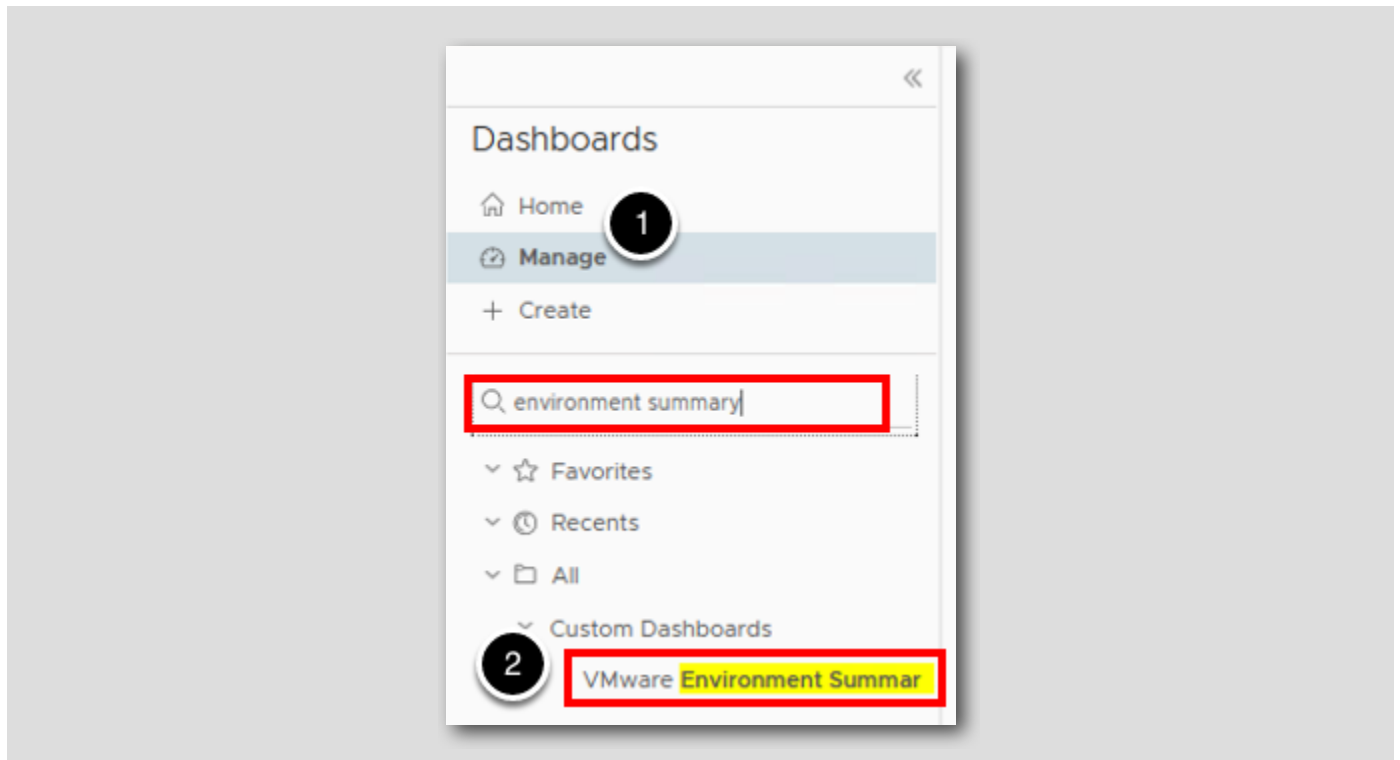 Dashboards
Home
1
Manage
Create
environment summary
Favorites
Recents
All
Custom Dashboards
2
VMware Environment Summar